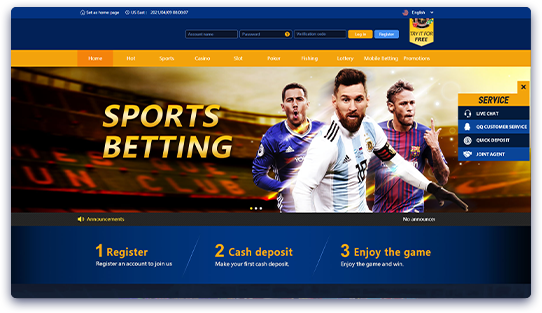 Set as home page
US East : 2021/04/09 00:00:07
English
Account name
Password
?
Verification code
Log in
Register
TRY IT FOR
FREE
Home
Hot
Sports
Casino
Slot
Poker
Fishing
Lottery
Mobile Betting
Promotions
SPORTS
BETTING
SERVICE
LIVE CHAT
QQ CUSTOMER SERVICE
QUICK DEPOSIT
JOINT AGENT
Announcements
No announce
1 Register
Register an account to join us
2 Cash deposit
Make your first cash deposit.
3 Enjoy the game
Enjoy the game and win.